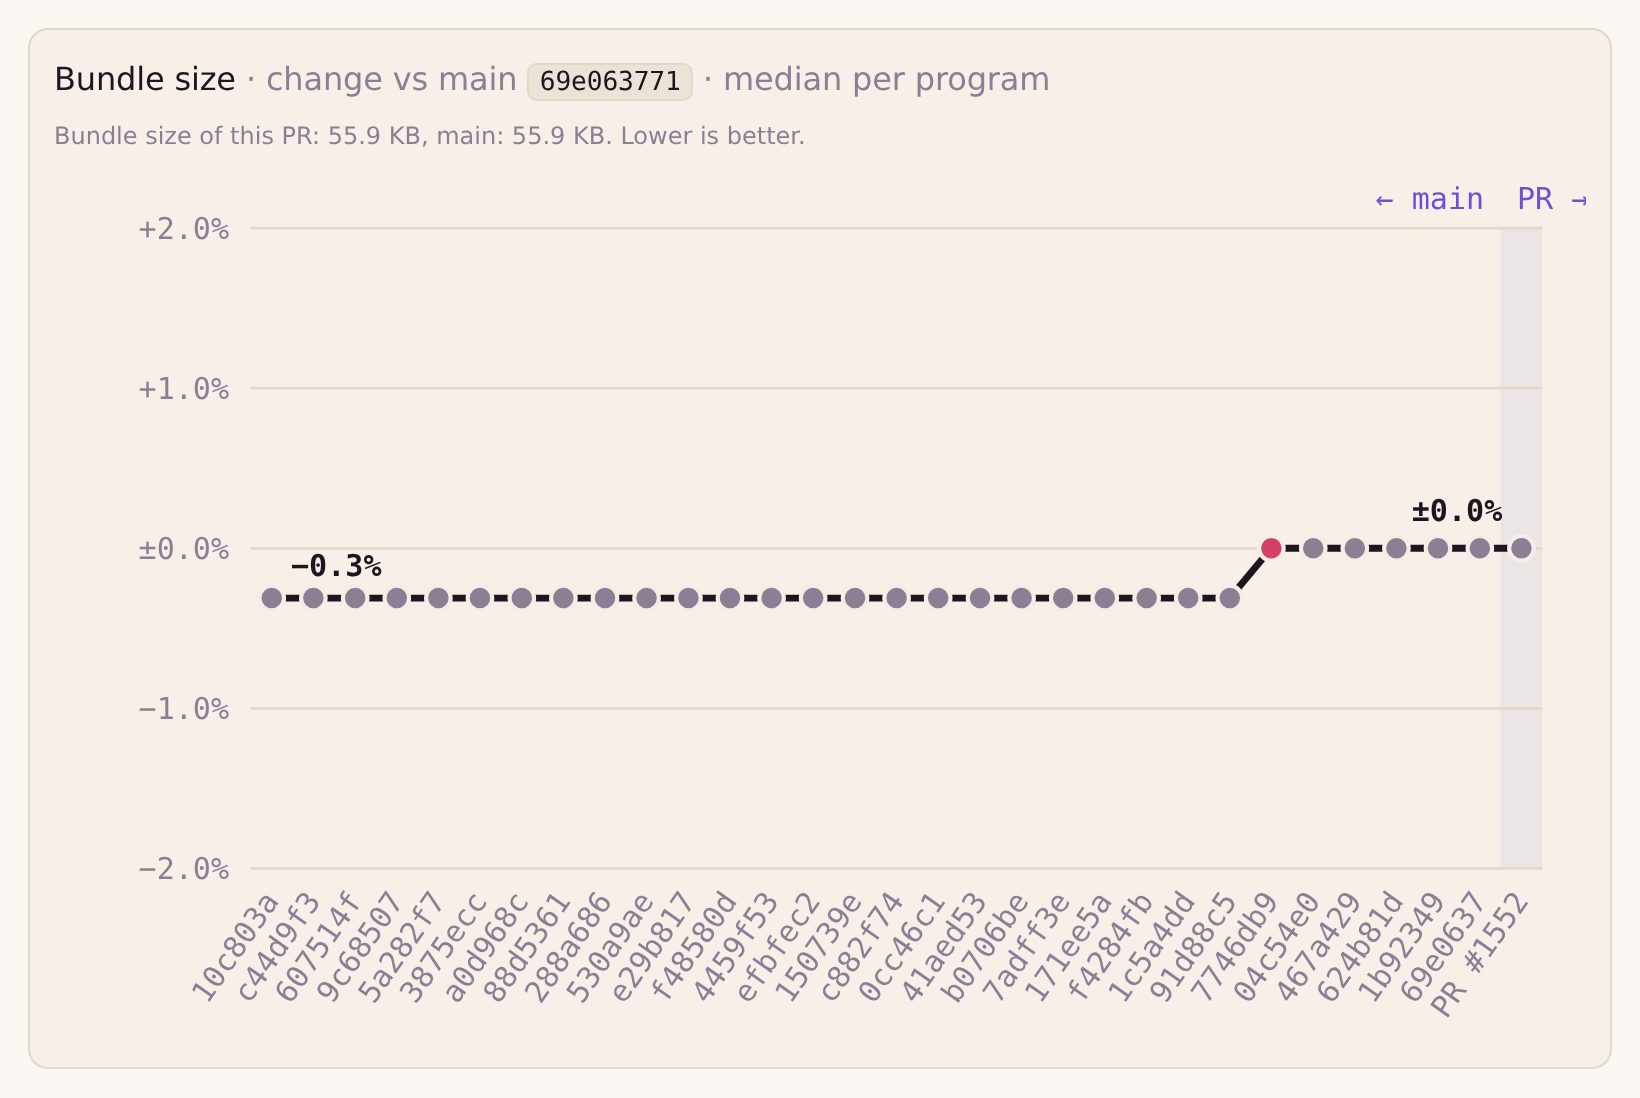 Bundle size · change vs main 69e063771 · median per program
Bundle size of this PR: 55.9 KB, main: 55.9 KB. Lower is better.
← main PR →
+2.0%
+1.0%
±0.0%
−1.0%
−2.0%
−0.3%
±0.0%
10c803a
c44d9f3
607514f
9c68507
5a282f7
3875ecc
a0d968c
88d5361
288a686
530a9ae
e29b817
f48580d
4459f53
efbfec2
150739e
c882f74
0cc46c1
41aed53
b0706be
7adff3e
171ee5a
f4284fb
1c5a4dd
91d88c5
7746db9
04c54e0
467a429
624b81d
1b92349
69e0637
PR #1552